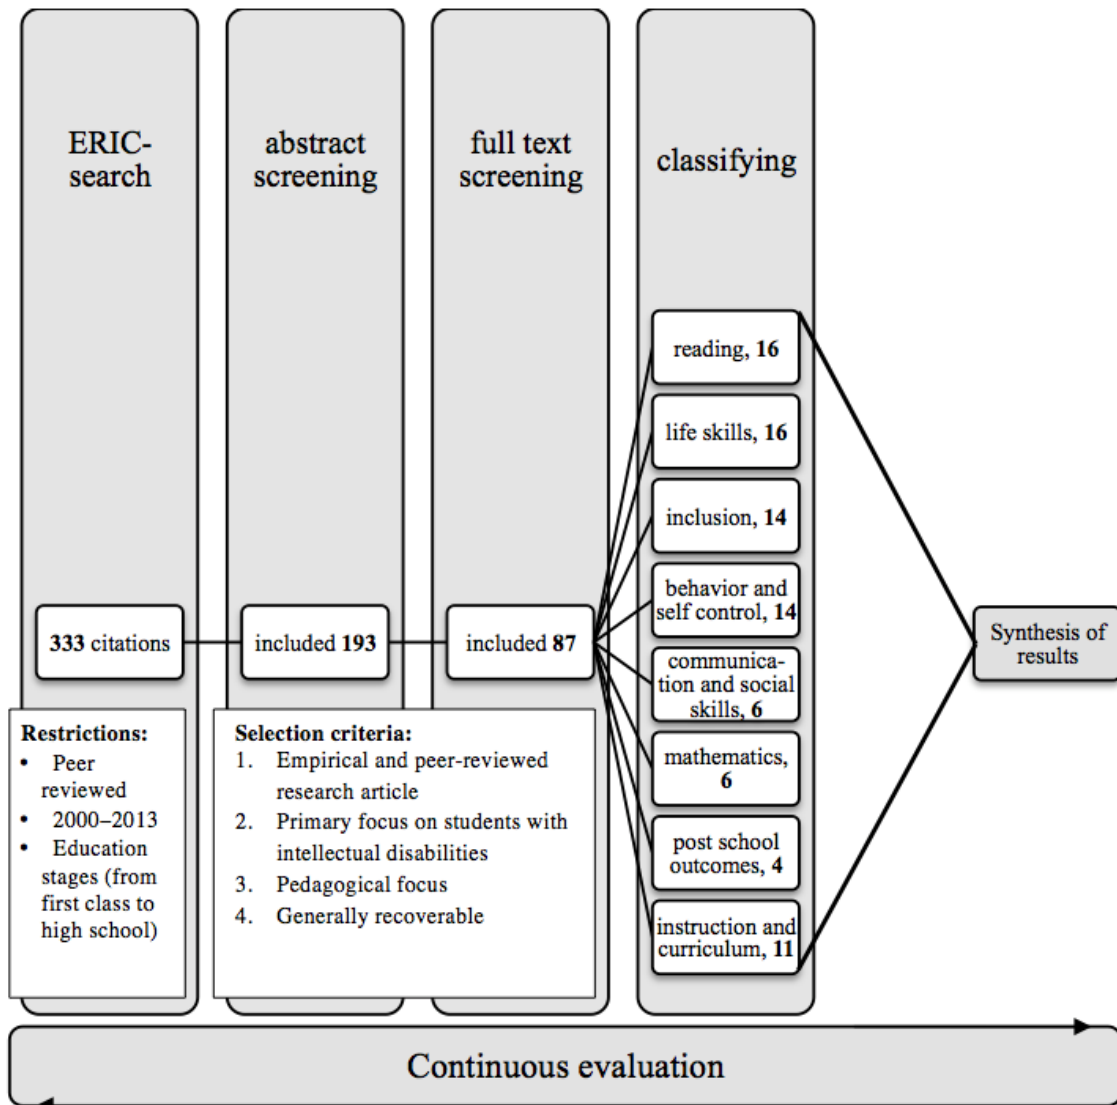 ERIC-
search
abstract
screening
full text
screening
classifying
reading, 16
life skills, 16
inclusion, 14
behavior and
self control, 14
communica-
tion and social
skills, 6
mathematics,
6
post school
outcomes, 4
instruction and
curriculum, 11
333 citations
included 193
included 87
Synthesis of
results
Restrictions:
• Peer
reviewed
• 2000–2013
• Education
stages (from
first class to
high school)
Selection criteria:
1. Empirical and peer-reviewed
research article
2. Primary focus on students with
intellectual disabilities
3. Pedagogical focus
4. Generally recoverable
Continuous evaluation